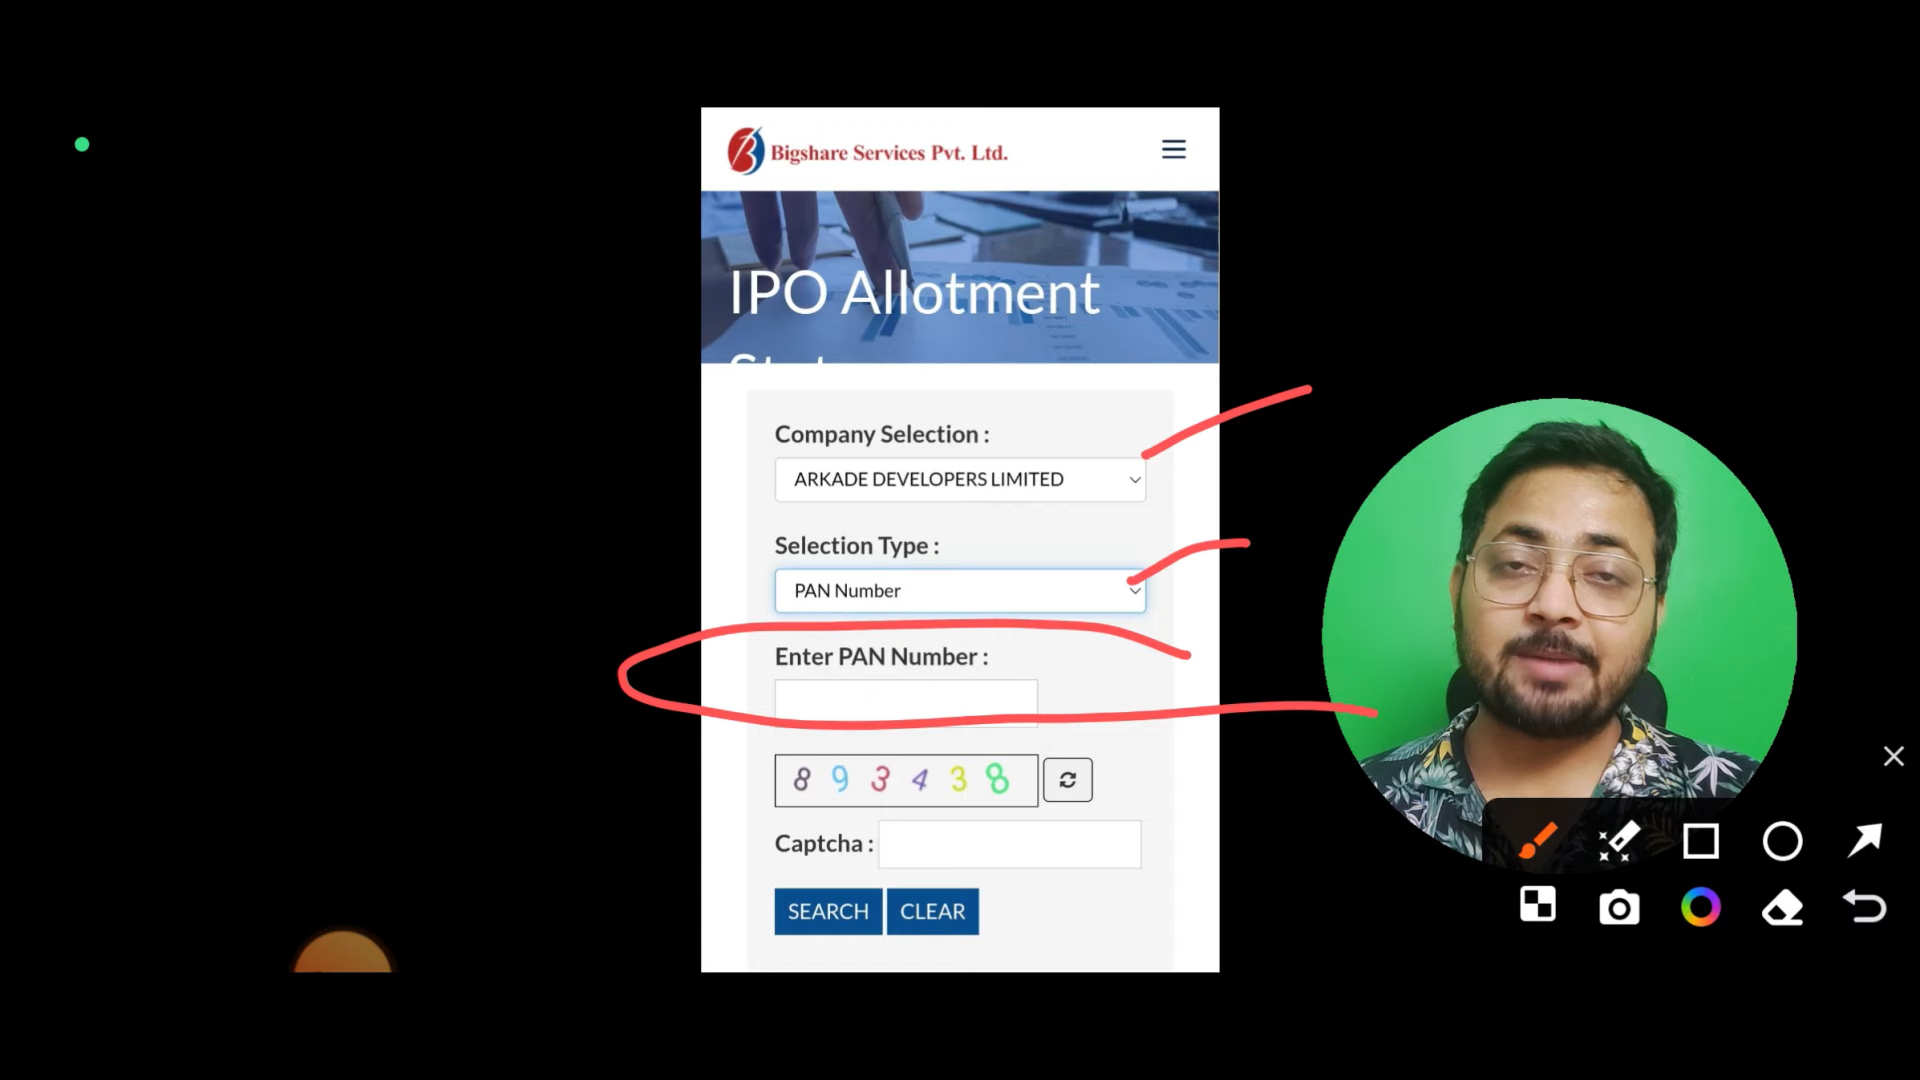 Bigshare Services Pvt. Ltd.
IPO Allotment
Company Selection :
ARKADE DEVELOPERS LIMITED
Selection Type :
PAN Number
Enter PAN Number :
8 9 3 4 3 8
Captcha :
SEARCH CLEAR